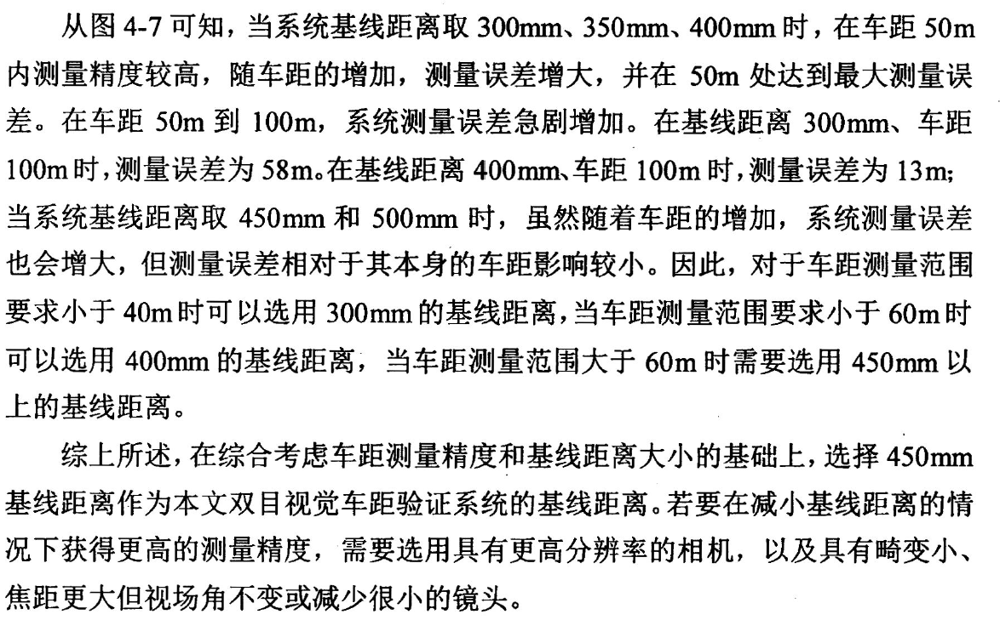 从图 4-7 可知，当系统基线距离取 300mm、350mm、400mm 时，在车距 50m
内测量精度较高，随车距的增加，测量误差增大，并在 50m 处达到最大测量误
差。在车距 50m 到 100m，系统测量误差急剧增加。在基线距离 300mm、车距
100m 时，测量误差为 58m。在基线距离 400mm、车距 100m 时，测量误差为 13m；
当系统基线距离取 450mm 和 500mm 时，虽然随着车距的增加，系统测量误差
也会增大，但测量误差相对于其本身的车距影响较小。因此，对于车距测量范围
要求小于 40m 时可以选用 300mm 的基线距离，当车距测量范围要求小于 60m 时
可以选用 400mm 的基线距离，当车距测量范围大于 60m 时需要选用 450mm 以
上的基线距离。
综上所述，在综合考虑车距测量精度和基线距离大小的基础上，选择 450mm
基线距离作为本文双目视觉车距验证系统的基线距离。若要在减小基线距离的情
况下获得更高的测量精度，需要选用具有更高分辨率的相机，以及具有畸变小、
焦距更大但视场角不变或减少很小的镜头。